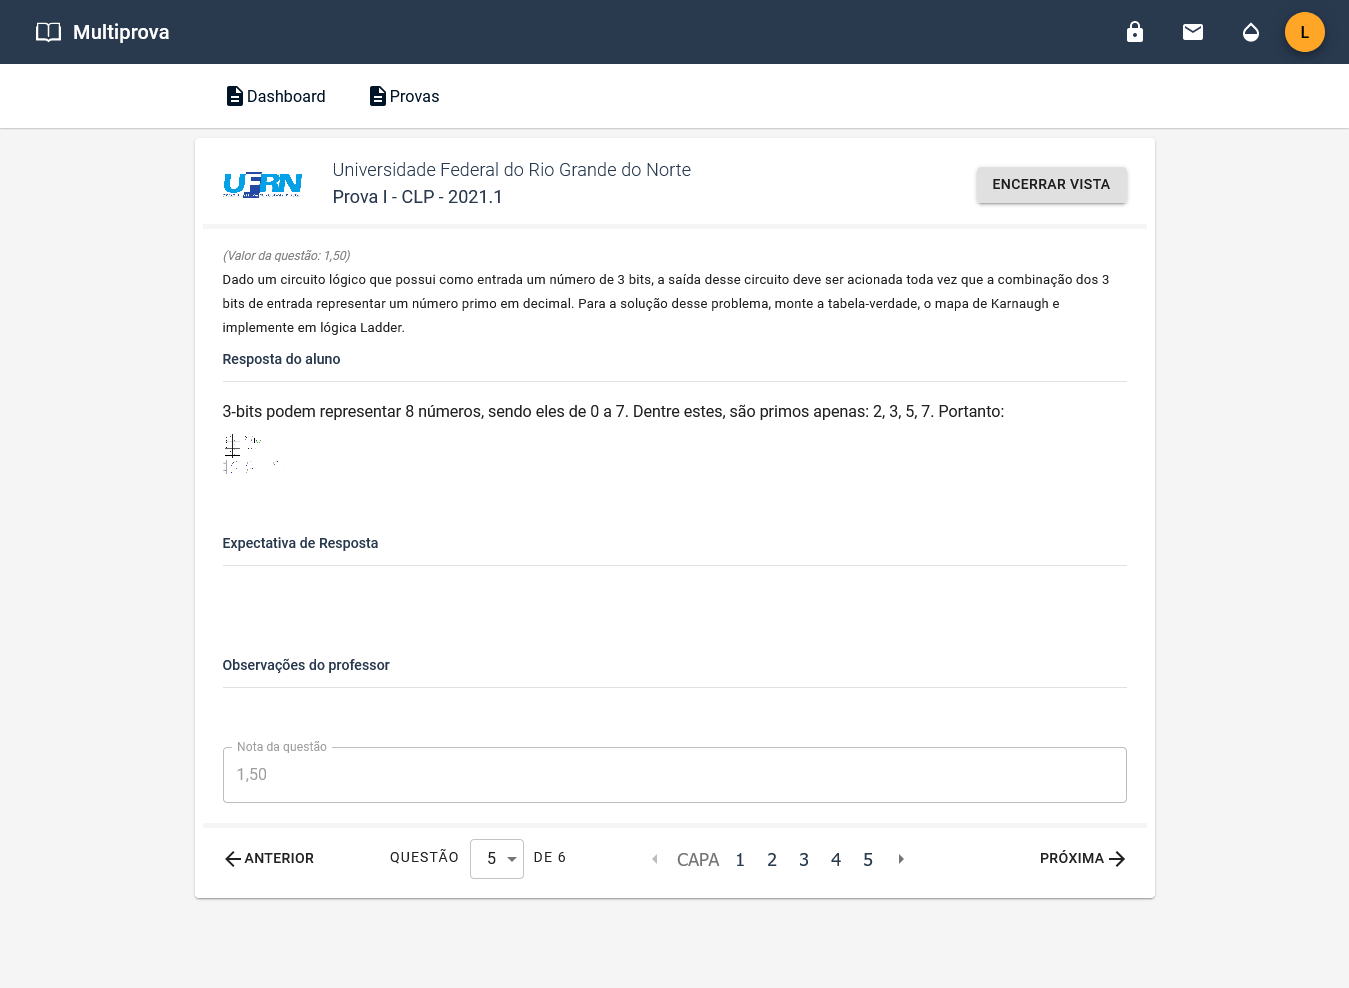 Multiprova
L
Dashboard
Provas
UFRN
Universidade Federal do Rio Grande do Norte
Prova I - CLP - 2021.1
ENCERRAR VISTA
(Valor da questão: 1,50)
Dado um circuito lógico que possui como entrada um número de 3 bits, a saída desse circuito deve ser acionada toda vez que a combinação dos 3
bits de entrada representar um número primo em decimal. Para a solução desse problema, monte a tabela-verdade, o mapa de Karnaugh e
implemente em lógica Ladder.
Resposta do aluno
3-bits podem representar 8 números, sendo eles de 0 a 7. Dentre estes, são primos apenas: 2, 3, 5, 7. Portanto:
Expectativa de Resposta
Observações do professor
Nota da questão
1,50
ANTERIOR
QUESTÃO 5 DE 6
CAPA 1 2 3 4 5
PRÓXIMA